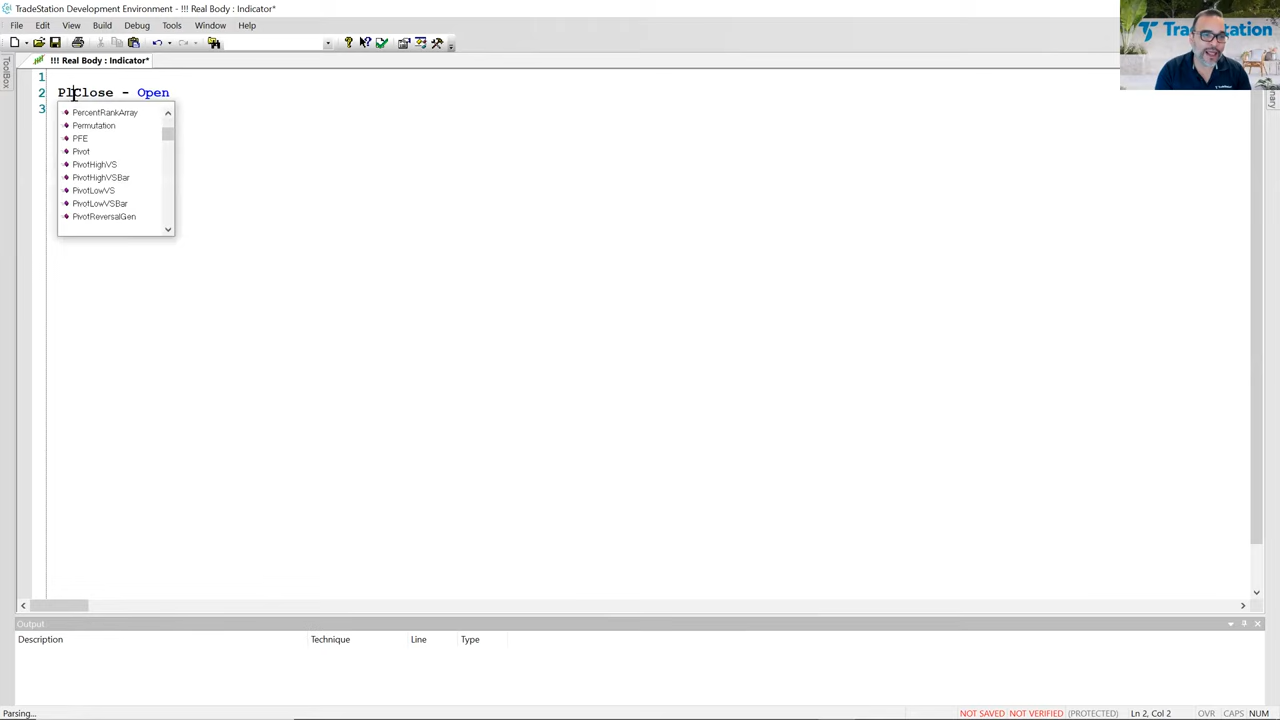 TradeStation Development Environment - !!! Real Body : Indicator*
File Edit View Build Debug Tools Window Help
!!! Real Body : Indicator*
ToolBox
1
2 PlClose - Open
3
PercentRankArray
Permutation
PFE
Pivot
PivotHighVS
PivotHighVSBar
PivotLowVS
PivotLowVSBar
PivotReversalGen
TradeStation
Output
Description Technique Line Type
Parsing... NOT SAVED NOT VERIFIED (PROTECTED) Ln 2, Col 2 OVR CAPS NUM